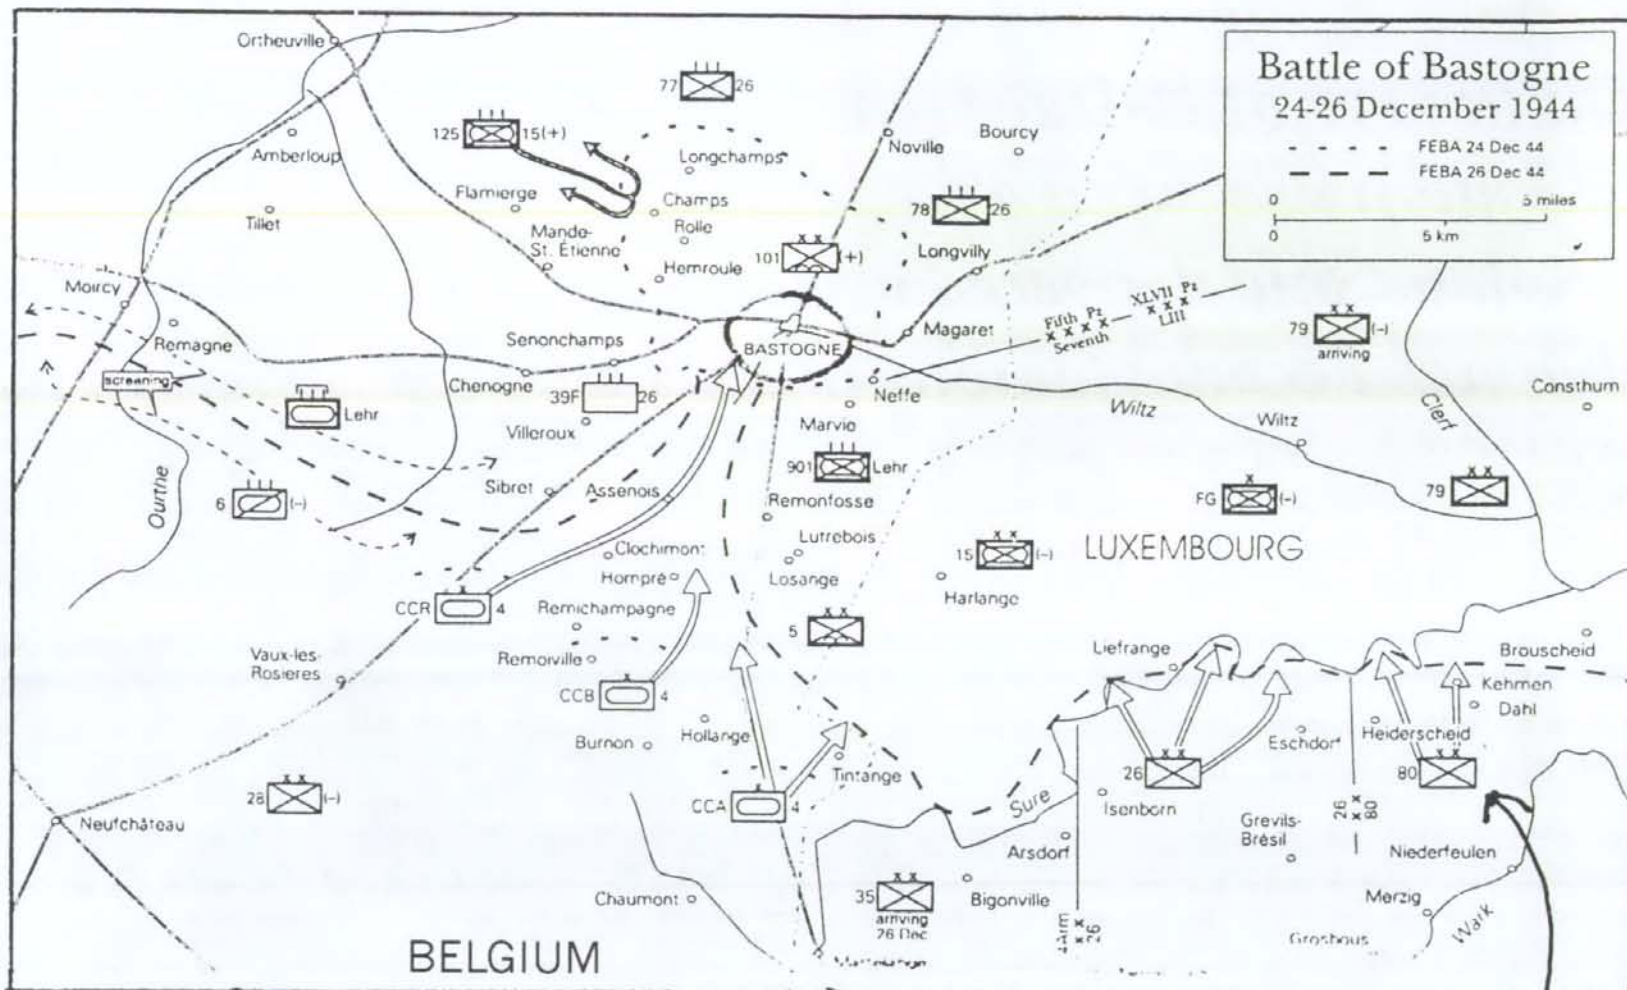 Battle of Bastogne
24-26 December 1944
FEBA 24 Dec 44
FEBA 26 Dec 44
0 5 miles
0 5 km
Ortheuville
77 26
125 15(+)
Amberloup
Longchamps
Noville
Bourcy
Flamierge
Champs
Tillet
Rolle
78 26
Mande-
St. Étienne
Hemroule
101 (+)
Longvilly
Moircy
Remagne
Senonchamps
BASTOGNE
Magaret
Fifth Pz
Seventh
XLVII Pz
LIII
79 (-)
arriving
screening
Chenogne
Lehr
39F 26
Villeroux
Neffe
Marvie
Wiltz
Wiltz
Clerf
Consthum
Ourthe
6 (-)
Sibret
Assenois
901 Lehr
Remonfosse
FG (-)
79
Clochimont
Lutrebois
LUXEMBOURG
Hompré
Losange
15 (-)
Harlange
CCR 4
Remichampagne
5
Remoiville
Vaux-les-
Rosieres
CCB 4
Liefrange
Brouscheid
Kehmen
Dahl
Burnon
Hollange
Tintange
Eschdorf
Heiderscheid
28 (-)
CCA 4
Sure
26
Isenborn
80
Neufchâteau
Grevils-
Brésil
26
80
Arsdorf
Niederfeulen
Chaumont
35
arriving
26 Dec
Bigonville
Merzig
Wark
4Arm
26
BELGIUM